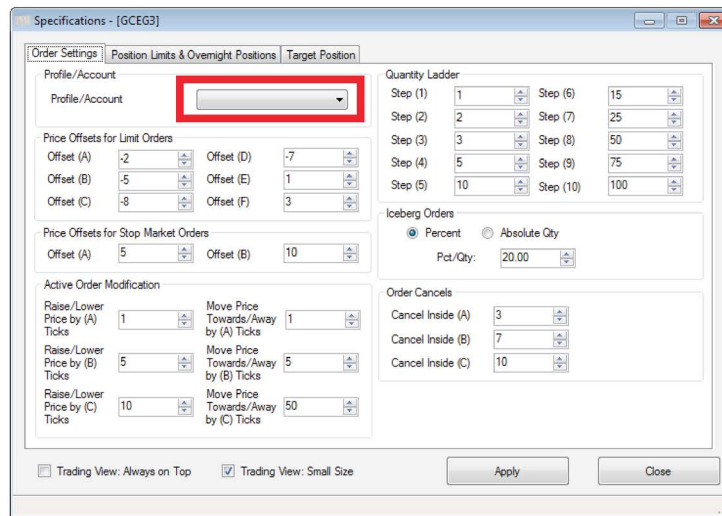 Specifications - [GCEG3]
Order Settings Position Limits & Overnight Positions Target Position
Profile/Account
Profile/Account
Price Offsets for Limit Orders
Offset (A) -2 Offset (D) -7
Offset (B) -5 Offset (E) 1
Offset (C) -8 Offset (F) 3
Price Offsets for Stop Market Orders
Offset (A) 5 Offset (B) 10
Active Order Modification
Raise/Lower
Price by (A)
Ticks
1
Move Price
Towards/Away
by (A) Ticks
1
Raise/Lower
Price by (B)
Ticks
5
Move Price
Towards/Away
by (B) Ticks
5
Raise/Lower
Price by (C)
Ticks
10
Move Price
Towards/Away
by (C) Ticks
50
Quantity Ladder
Step (1) 1 Step (6) 15
Step (2) 2 Step (7) 25
Step (3) 3 Step (8) 50
Step (4) 5 Step (9) 75
Step (5) 10 Step (10) 100
Iceberg Orders
Percent Absolute Qty
Pct/Qty: 20.00
Order Cancels
Cancel Inside (A) 3
Cancel Inside (B) 7
Cancel Inside (C) 10
Trading View: Always on Top Trading View: Small Size Apply Close